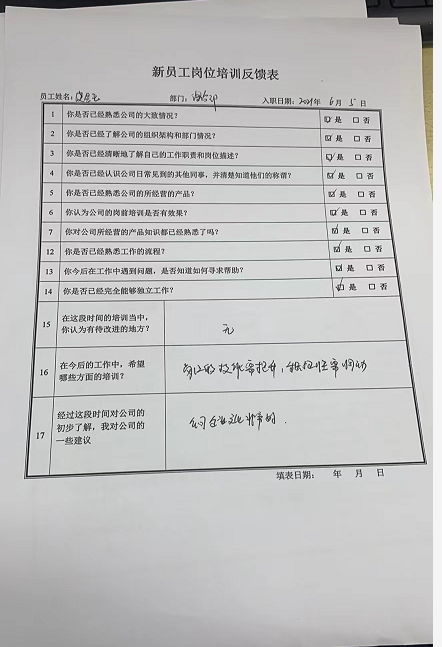 新员工岗位培训反馈表
员工姓名: 部门: 入职日期: 2021年 6月 5日
1 你是否已经熟悉公司的大致情况? ☑是 □否
2 你是否已经了解公司的组织架构和部门情况? ☑是 □否
3 你是否已经清晰地了解自己的工作职责和岗位描述? ☑是 □否
4 你是否已经认识公司日常见到的其他同事,并清楚知道他们的称谓? ☑是 □否
5 你是否已经熟悉公司的所经营的产品? ☑是 □否
6 你认为公司的岗前培训是否有效果? ☑是 □否
7 你对公司所经营的产品知识都已经熟悉了吗? ☑是 □否
12 你是否已经熟悉工作的流程? ☑是 □否
13 你今后在工作中遇到问题,是否知道如何寻求帮助? ☑是 □否
14 你是否已经完全能够独立工作? ☑是 □否
15 在这段时间的培训当中,
你认为有待改进的地方?
无
16 在今后的工作中,希望
哪些方面的培训?
17 经过这段时间对公司的
初步了解,我对公司的
一些建议
填表日期: 年 月 日